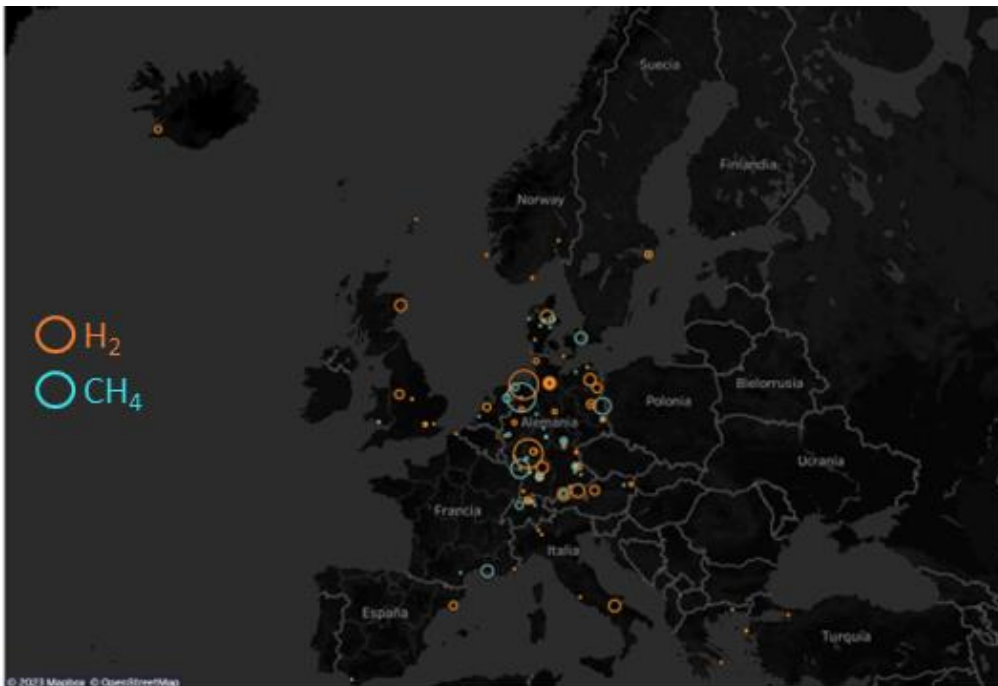 Suecia
Finlandia
Norway
H₂
CH₄
Bielorrusia
Polonia
Alemania
Ucrania
Francia
Italia
España
Turquía
© 2023 Mapbox © OpenStreetMap